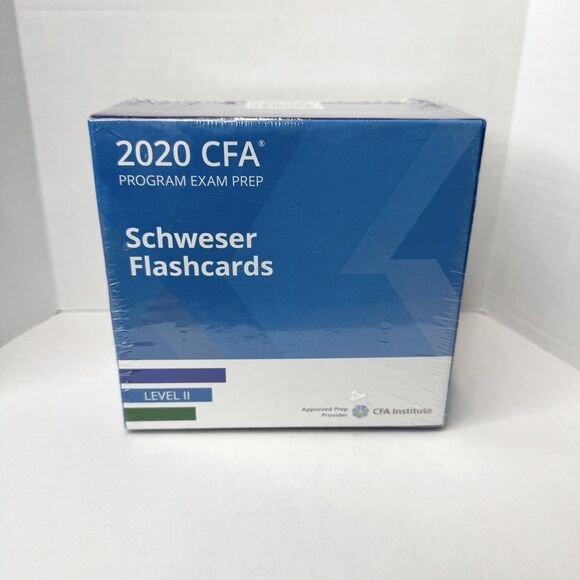 2020 CFA®
PROGRAM EXAM PREP
Schweser
Flashcards
LEVEL II
Approved Prep
Provider
CFA Institute